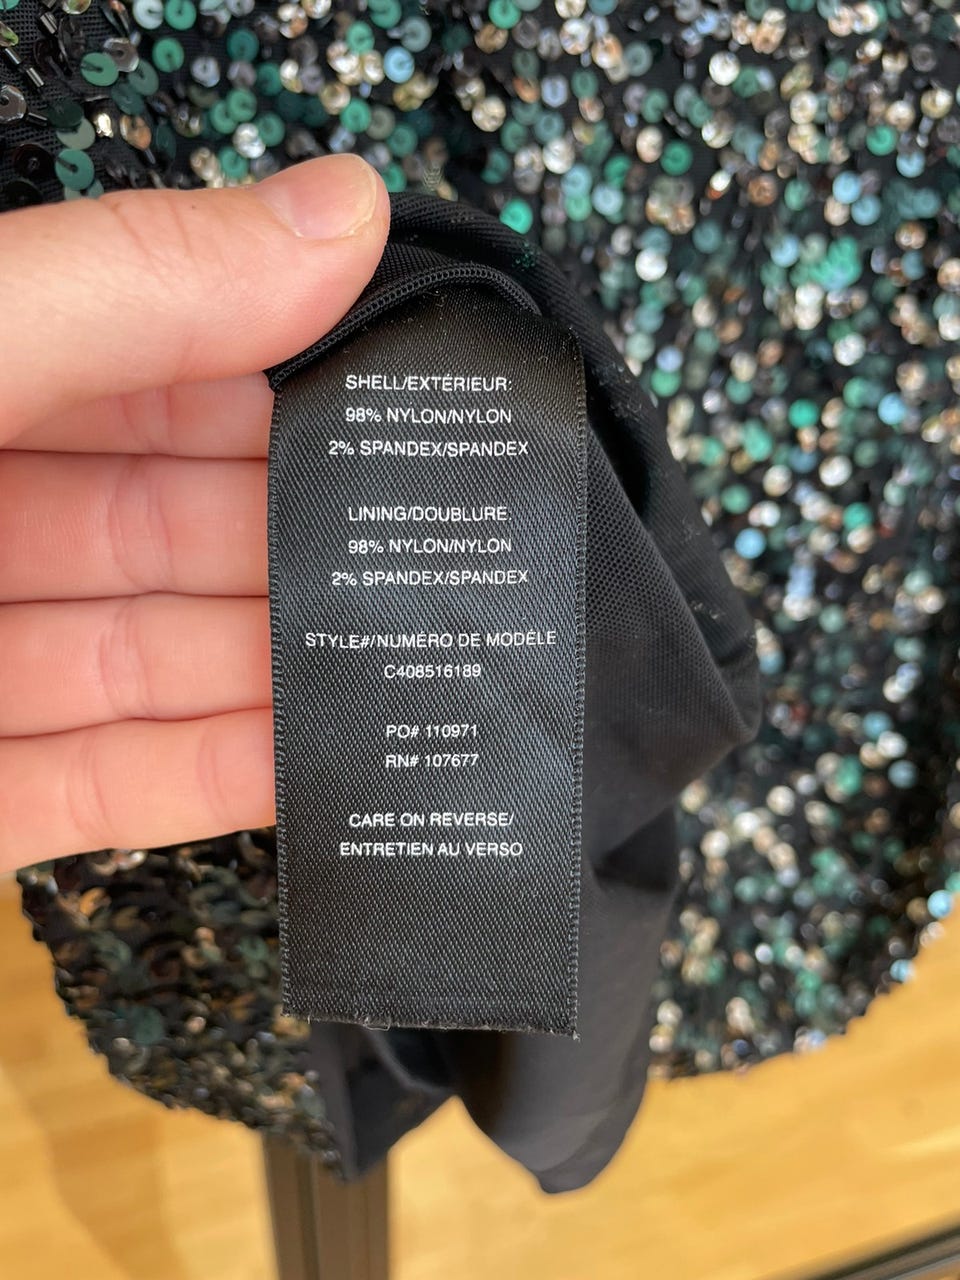 SHELL/EXTÉRIEUR:
98% NYLON/NYLON
2% SPANDEX/SPANDEX
LINING/DOUBLURE:
98% NYLON/NYLON
2% SPANDEX/SPANDEX
STYLE#/NUMÉRO DE MODÈLE
C408516189
PO# 110971
RN# 107677
CARE ON REVERSE/
ENTRETIEN AU VERSO